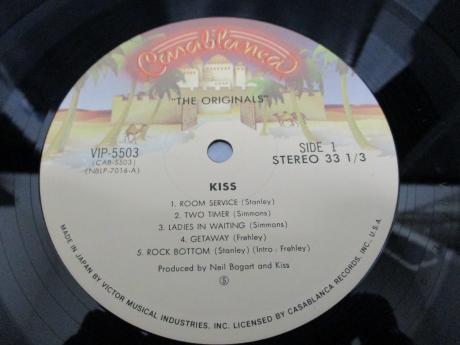 Casablanca
"THE ORIGINALS"
VIP-5503
(CAB-5503)
(NBLP-7016-A)
SIDE 1
STEREO 33 1/3
KISS
1. ROOM SERVICE (Stanley)
2. TWO TIMER (Simmons)
3. LADIES IN WAITING (Simmons)
4. GETAWAY (Frehley)
5. ROCK BOTTOM (Stanley) (Intro : Frehley)
Produced by Neil Bogart and Kiss
S
MADE IN JAPAN BY VICTOR MUSICAL INDUSTRIES, INC. LICENSED BY CASABLANCA RECORDS, INC. U.S.A.